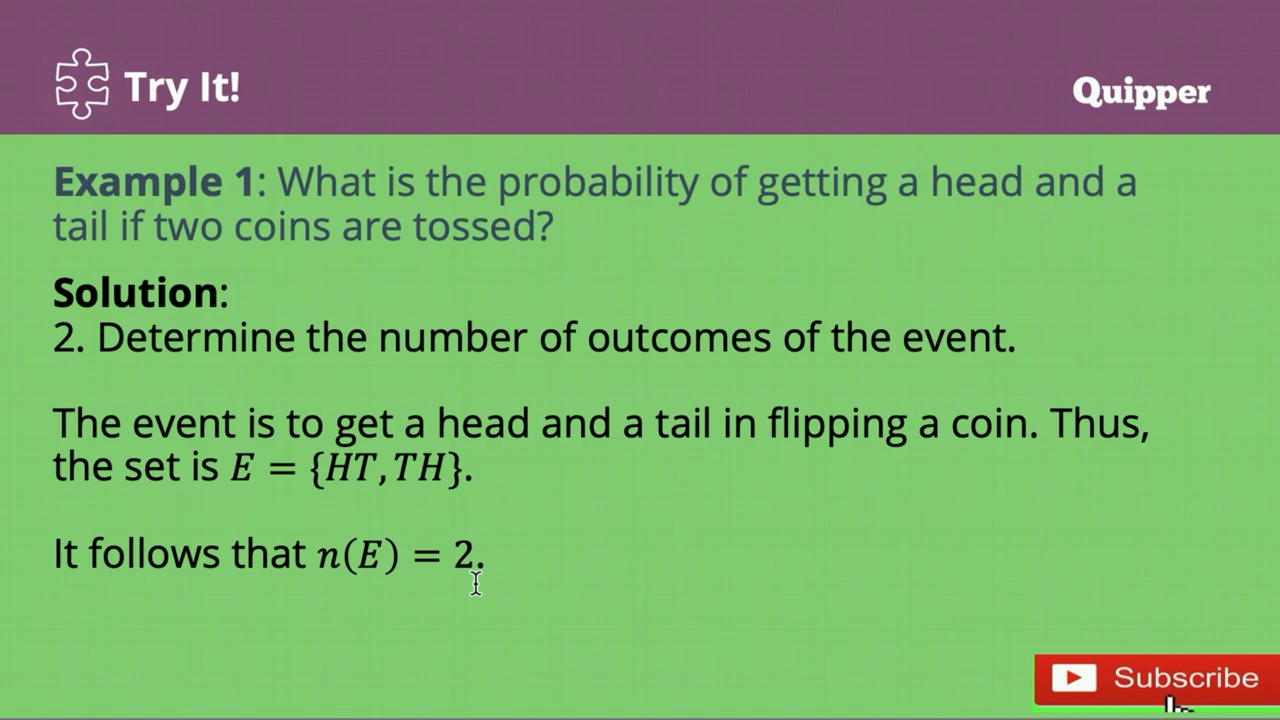 Try It!
Quipper
Example 1: What is the probability of getting a head and a
tail if two coins are tossed?
Solution:
2. Determine the number of outcomes of the event.
The event is to get a head and a tail in flipping a coin. Thus,
the set is E = {HT, TH}.
It follows that n(E) = 2.
Subscribe